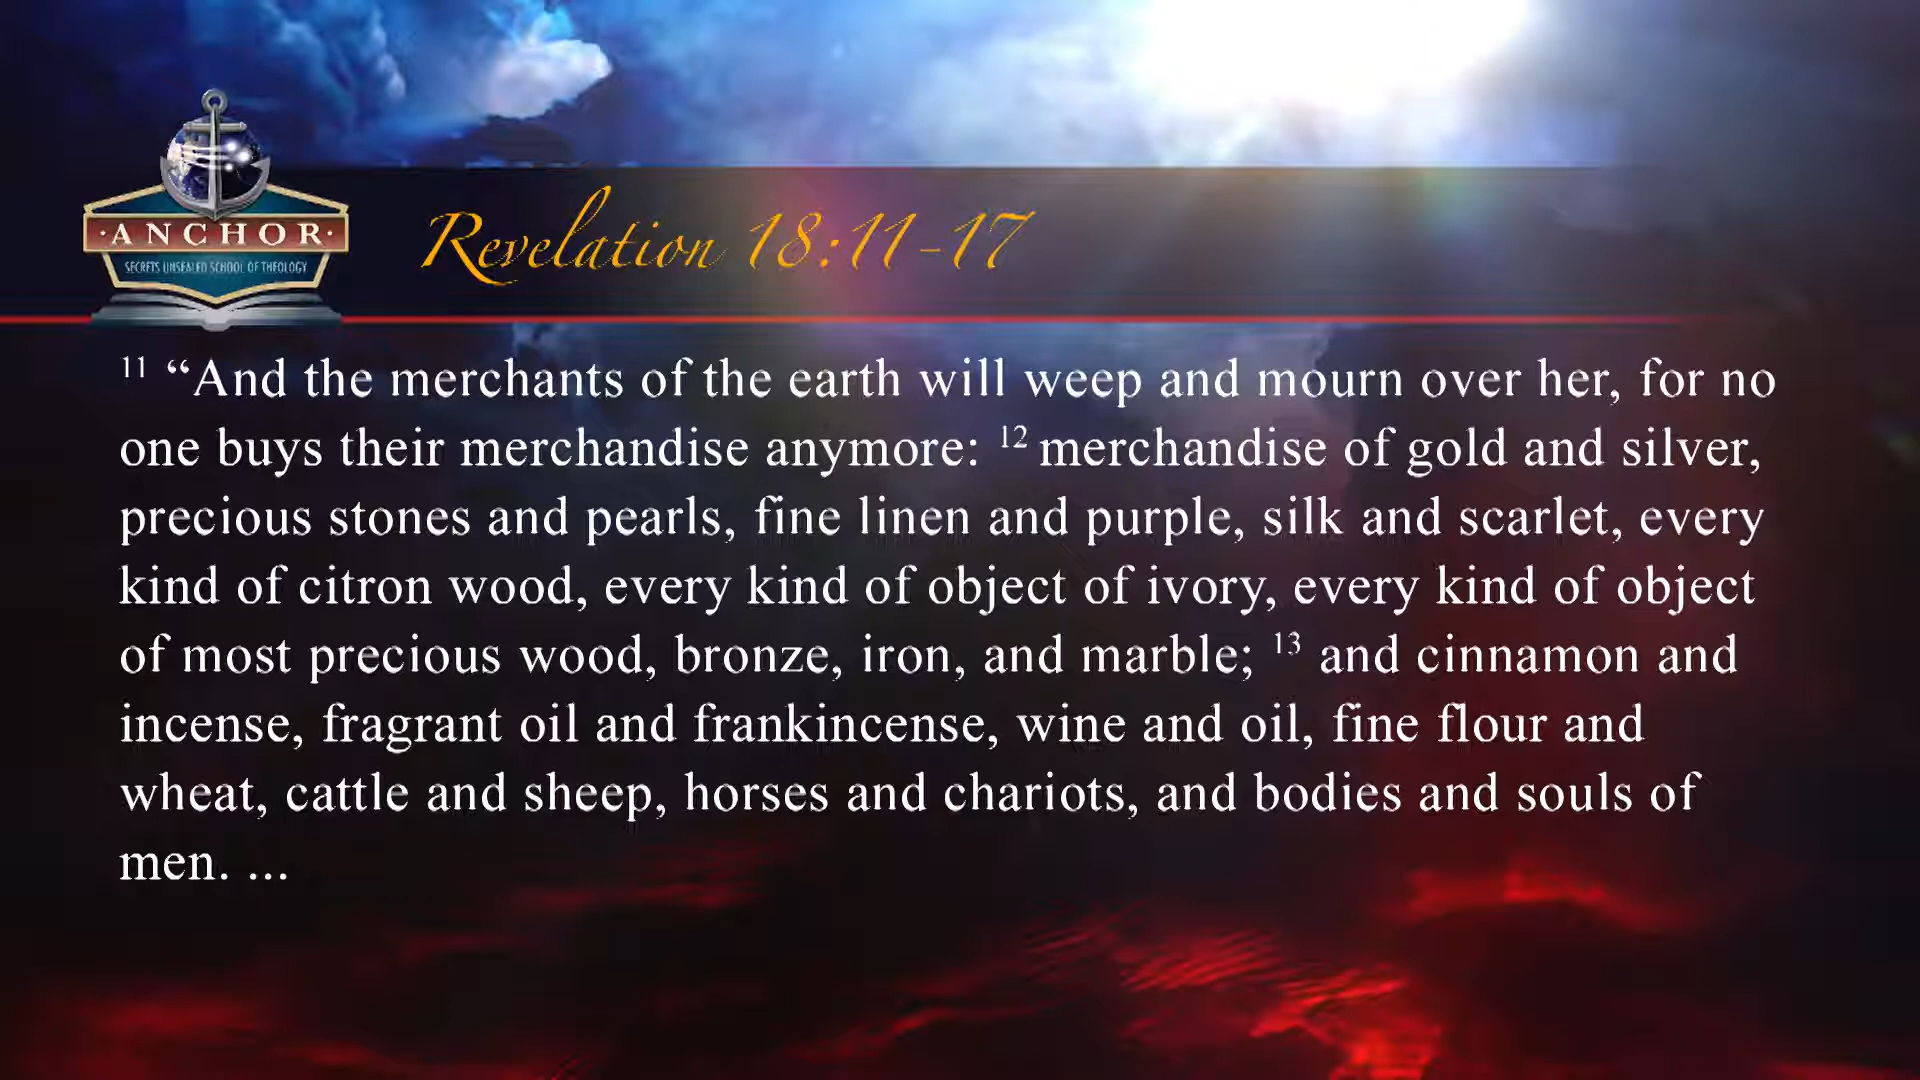 ·ANCHOR·
SECRETS UNSEALED SCHOOL OF THEOLOGY
Revelation 18:11-17
11 “And the merchants of the earth will weep and mourn over her, for no
one buys their merchandise anymore: 12 merchandise of gold and silver,
precious stones and pearls, fine linen and purple, silk and scarlet, every
kind of citron wood, every kind of object of ivory, every kind of object
of most precious wood, bronze, iron, and marble; 13 and cinnamon and
incense, fragrant oil and frankincense, wine and oil, fine flour and
wheat, cattle and sheep, horses and chariots, and bodies and souls of
men. ...